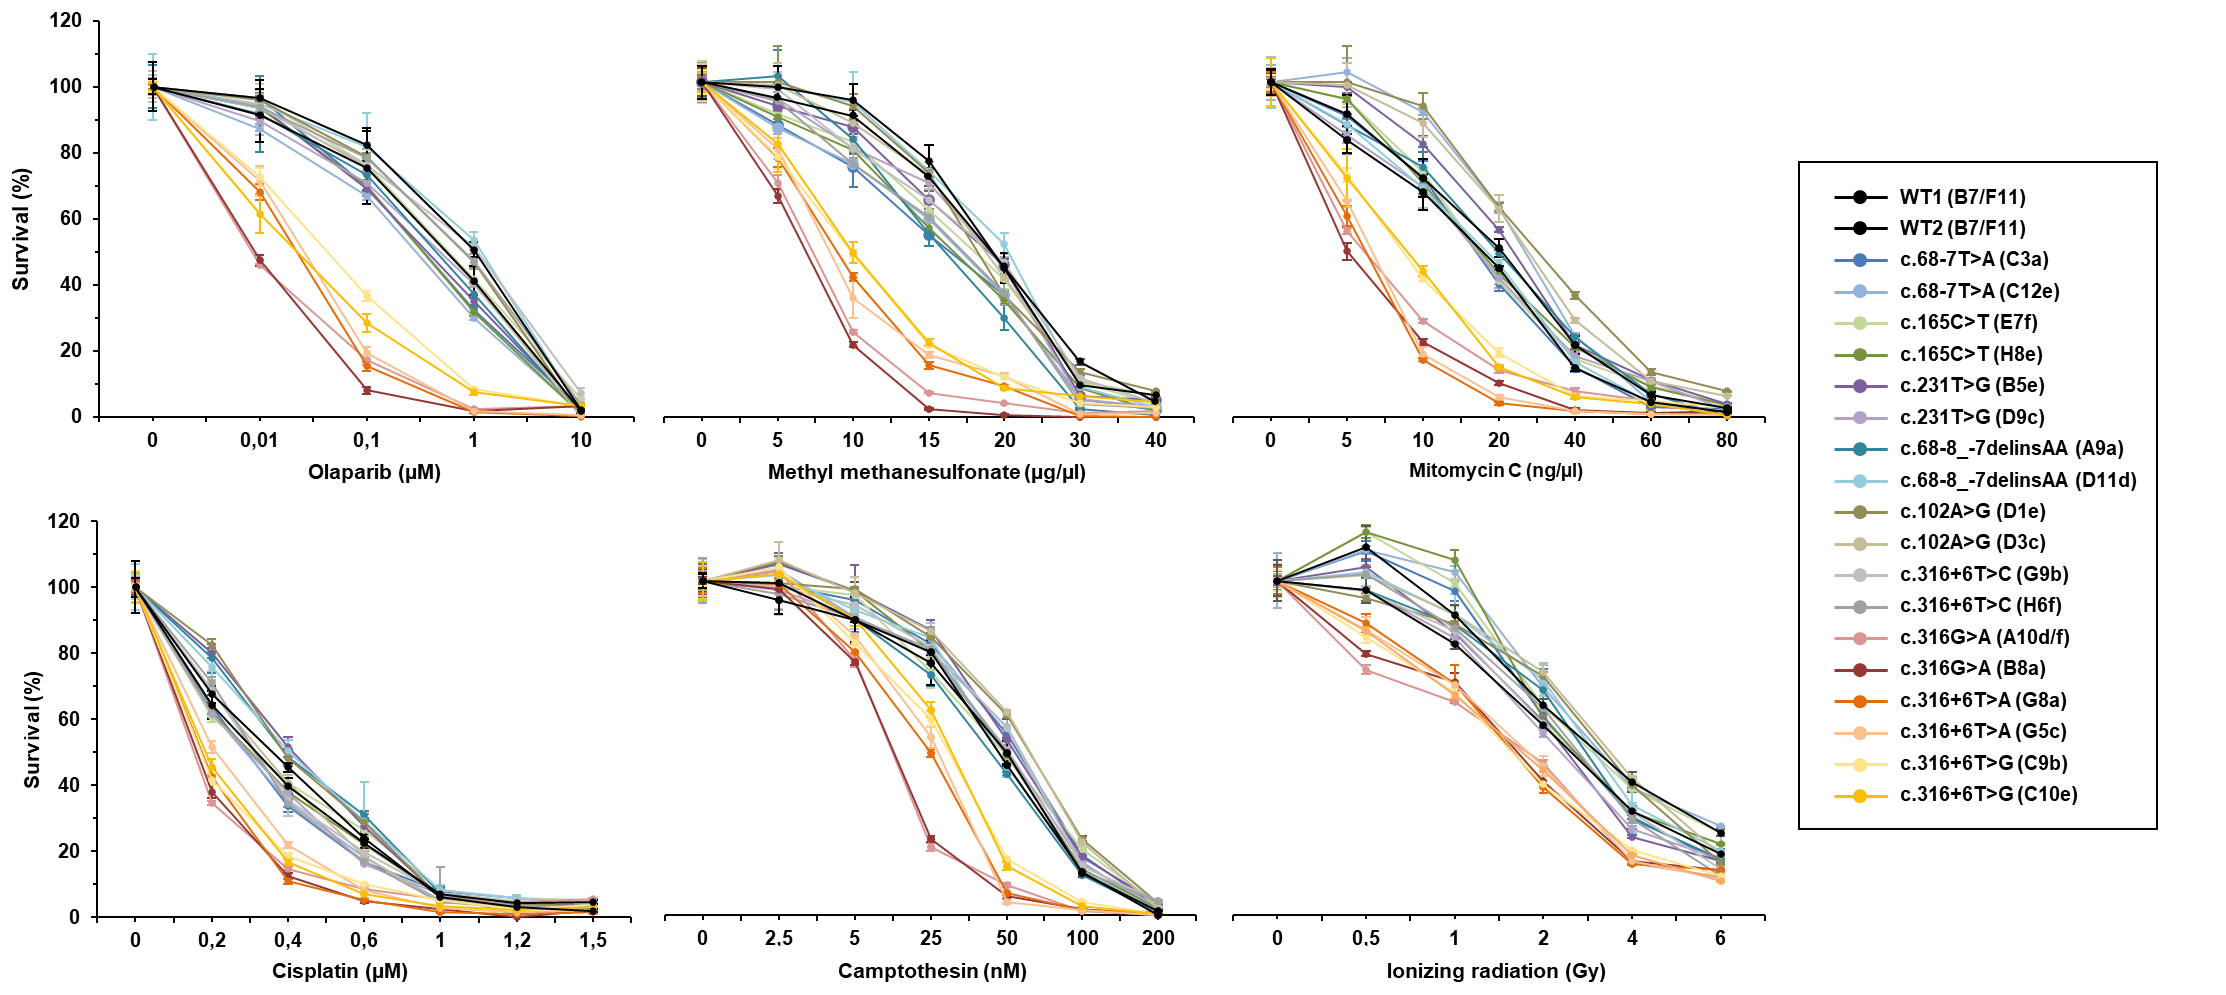 120
100
80
60
40
20
0
Survival (%)
0 0,01 0,1 1 10
Olaparib (µM)
0 5 10 15 20 30 40
Methyl methanesulfonate (µg/µl)
0 5 10 20 40 60 80
Mitomycin C (ng/µl)
120
100
80
60
40
20
0
Survival (%)
0 0,2 0,4 0,6 1 1,2 1,5
Cisplatin (µM)
0 2.5 5 25 50 100 200
Camptothesin (nM)
0 0.5 1 2 4 6
Ionizing radiation (Gy)
WT1 (B7/F11)
WT2 (B7/F11)
c.68-7T>A (C3a)
c.68-7T>A (C12e)
c.165C>T (E7f)
c.165C>T (H8e)
c.231T>G (B5e)
c.231T>G (D9c)
c.68-8_-7delinsAA (A9a)
c.68-8_-7delinsAA (D11d)
c.102A>G (D1e)
c.102A>G (D3c)
c.316+6T>C (G9b)
c.316+6T>C (H6f)
c.316G>A (A10d/f)
c.316G>A (B8a)
c.316+6T>A (G8a)
c.316+6T>A (G5c)
c.316+6T>G (C9b)
c.316+6T>G (C10e)